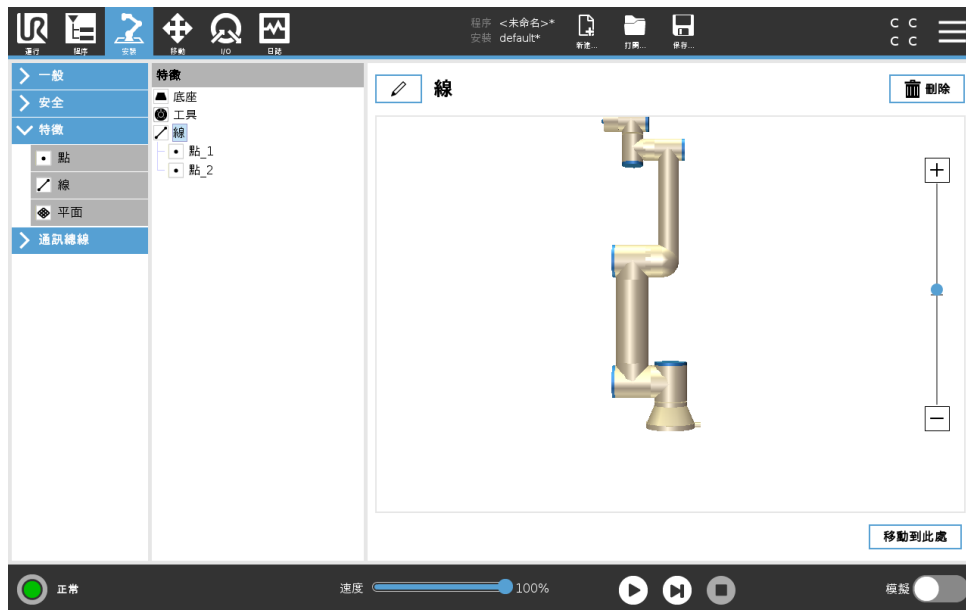 UR
運行
程序
安裝
移動
I/O
日誌
程序 <未命名>*
安裝 default*
新建...
打開...
保存...
C C
C C
一般
安全
特徵
點
線
平面
通訊總線
特徵
底座
工具
線
點_1
點_2
線
刪除
移動到此處
正常
速度
100%
模擬